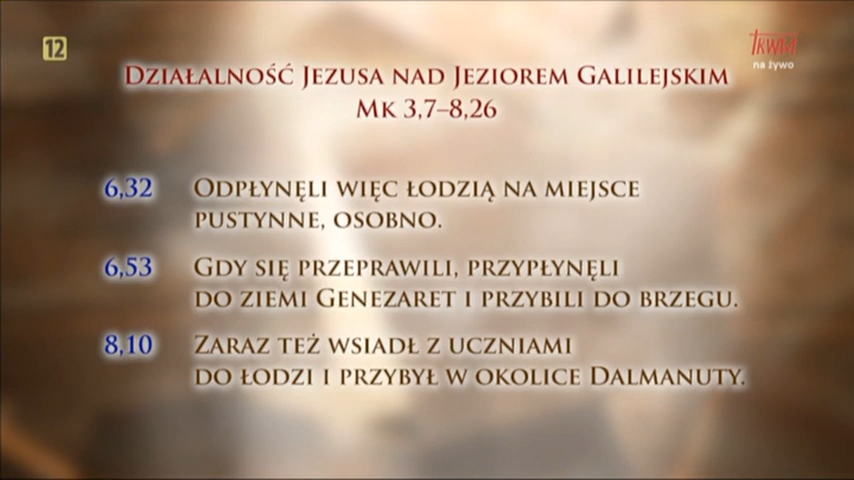 12
TRWAM
na żywo
Działalność Jezusa nad Jeziorem Galilejskim
Mk 3,7–8,26
6,32 Odpłynęli więc łodzią na miejsce
pustynne, osobno.
6,53 Gdy się przeprawili, przypłynęli
do ziemi Genezaret i przybili do brzegu.
8,10 Zaraz też wsiadł z uczniami
do łodzi i przybył w okolice Dalmanuty.